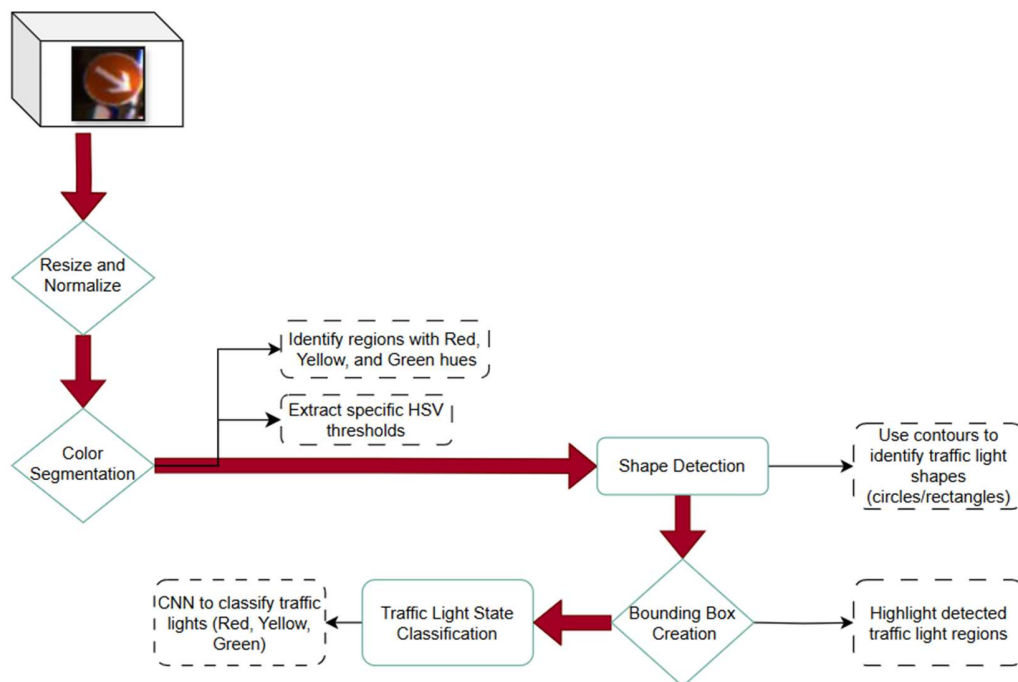 Resize and
Normalize
Identify regions with Red,
Yellow, and Green hues
Extract specific HSV
thresholds
Color
Segmentation
Shape Detection
Use contours to
identify traffic light
shapes
(circles/rectangles)
CNN to classify traffic
lights (Red, Yellow,
Green)
Traffic Light State
Classification
Bounding Box
Creation
Highlight detected
traffic light regions